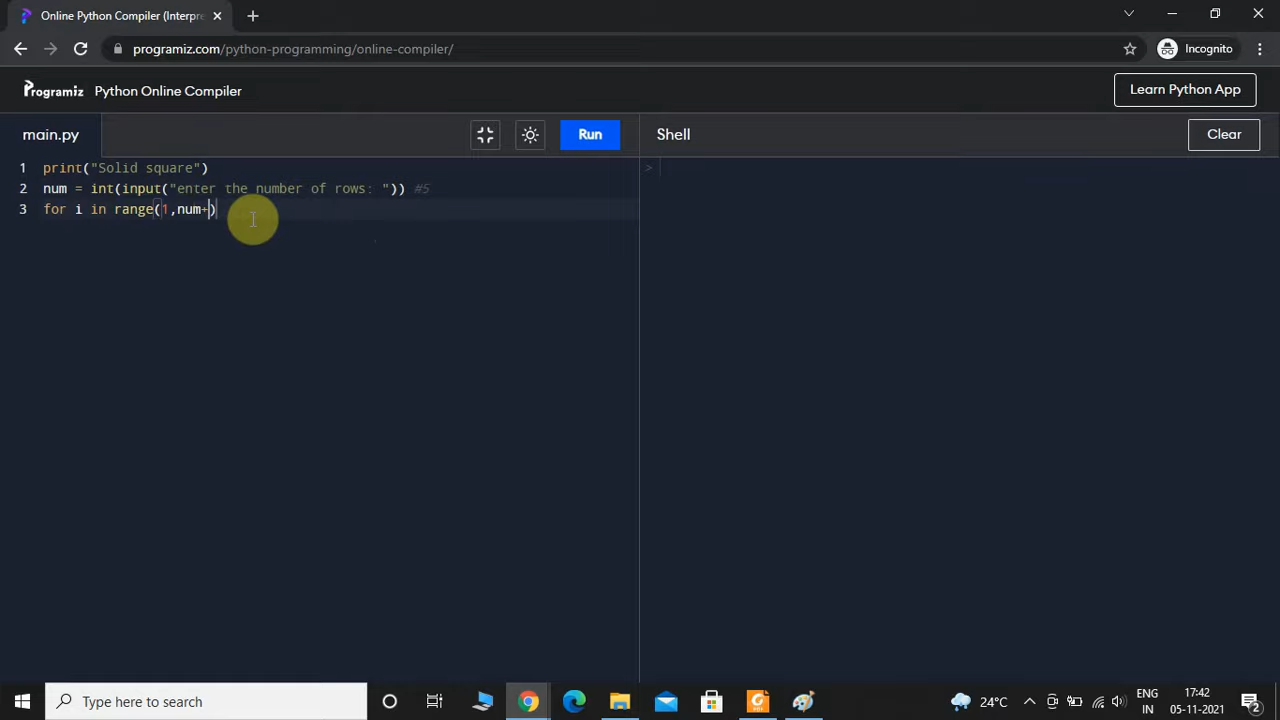 Online Python Compiler (Interpre
programiz.com/python-programming/online-compiler/
Incognito
Programiz
Python Online Compiler
Learn Python App
main.py
Run
Shell
Clear
1 print("Solid square")
2 num = int(input("enter the number of rows: ")) #5
3 for i in range(1,num+)
>
Type here to search
24°C
ENG
IN
17:42
05-11-2021
2